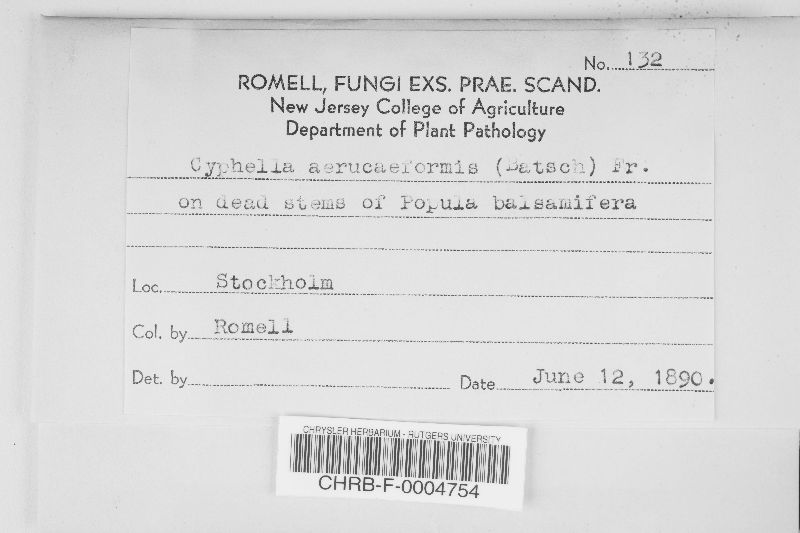 No. 132
ROMELL, FUNGI EXS. PRAE. SCAND.
New Jersey College of Agriculture
Department of Plant Pathology
Cyphella aerucaeformis (Batsch) Fr.
on dead stems of Popula balsamifera
Loc. Stockholm
Col. by Romell
Det. by
Date June 12, 1890.
CHRYSLER HERBARIUM - RUTGERS UNIVERSITY
CHRB-F-0004754